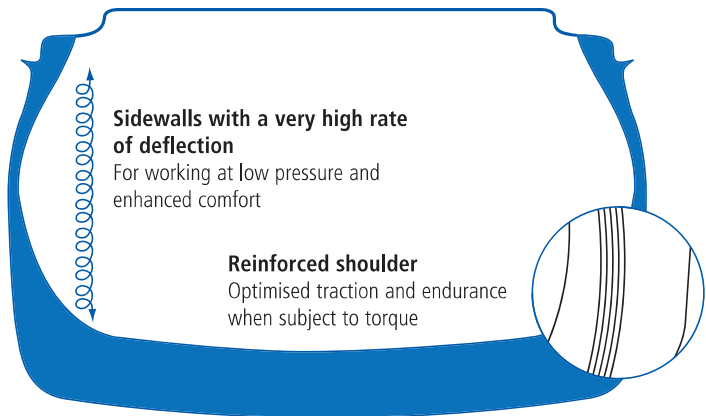 Sidewalls with a very high rate
of deflection
For working at low pressure and
enhanced comfort
Reinforced shoulder
Optimised traction and endurance
when subject to torque